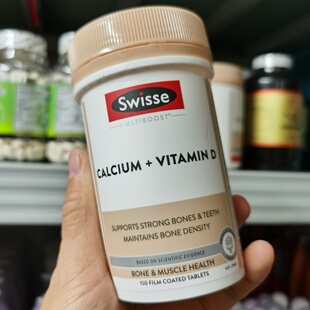 Swisse
ULTIBOOST
CALCIUM + VITAMIN D
SUPPORTS STRONG BONES & TEETH
MAINTAINS BONE DENSITY
BASED ON SCIENTIFIC EVIDENCE
BONE & MUSCLE HEALTH
150 FILM COATED TABLETS